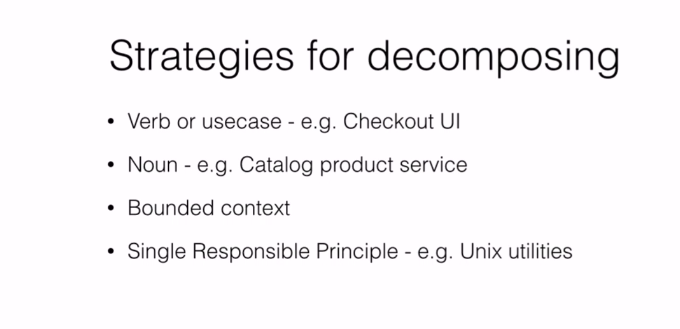 Strategies for decomposing
• Verb or usecase - e.g. Checkout UI
• Noun - e.g. Catalog product service
• Bounded context
• Single Responsible Principle - e.g. Unix utilities